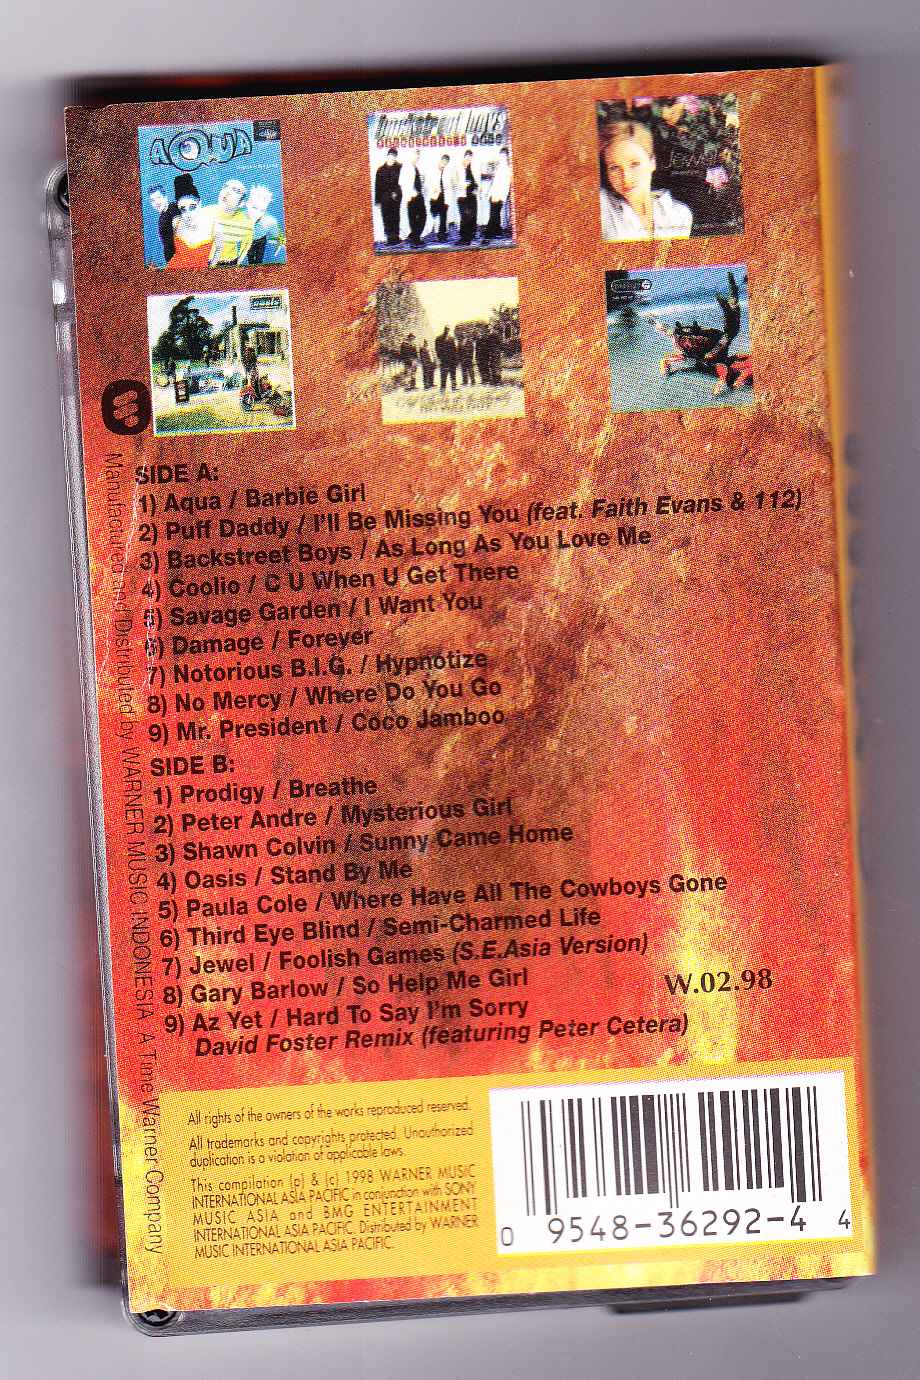 AQUA
backstreet boys
Jewel
oasis
SIDE A:
1) Aqua / Barbie Girl
2) Puff Daddy / I'll Be Missing You (feat. Faith Evans & 112)
3) Backstreet Boys / As Long As You Love Me
4) Coolio / C U When U Get There
5) Savage Garden / I Want You
6) Damage / Forever
7) Notorious B.I.G. / Hypnotize
8) No Mercy / Where Do You Go
9) Mr. President / Coco Jamboo
SIDE B:
1) Prodigy / Breathe
2) Peter Andre / Mysterious Girl
3) Shawn Colvin / Sunny Came Home
4) Oasis / Stand By Me
5) Paula Cole / Where Have All The Cowboys Gone
6) Third Eye Blind / Semi-Charmed Life
7) Jewel / Foolish Games (S.E.Asia Version)
8) Gary Barlow / So Help Me Girl
9) Az Yet / Hard To Say I'm Sorry
David Foster Remix (featuring Peter Cetera)
W.02.98
Manufactured and Distributed by WARNER MUSIC INDONESIA. A Time Warner Company
All rights of the owners of the works reproduced reserved.
All trademarks and copyrights protected. Unauthorized
duplication is a violation of applicable laws.
This compilation (p) & (c) 1998 WARNER MUSIC
INTERNATIONAL ASIA PACIFIC in conjunction with SONY
MUSIC ASIA and BMG ENTERTAINMENT
INTERNATIONAL ASIA PACIFIC. Distributed by WARNER
MUSIC INTERNATIONAL ASIA PACIFIC.
0 9548-36292-4 4